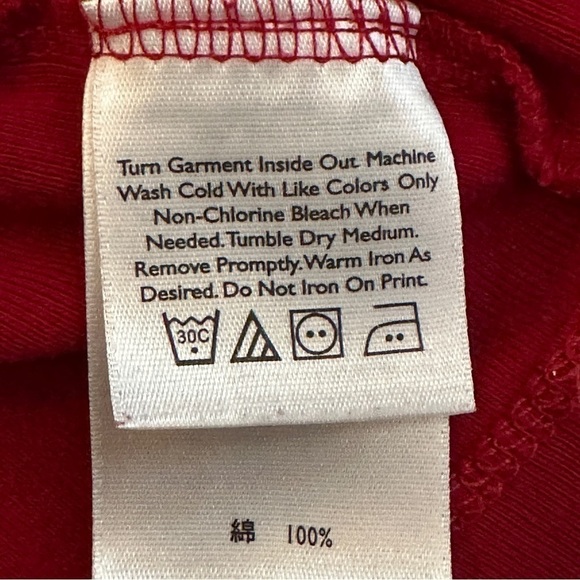 Turn Garment Inside Out. Machine
Wash Cold With Like Colors Only
Non-Chlorine Bleach When
Needed. Tumble Dry Medium.
Remove Promptly. Warm Iron As
Desired. Do Not Iron On Print.
30C
綿 100%